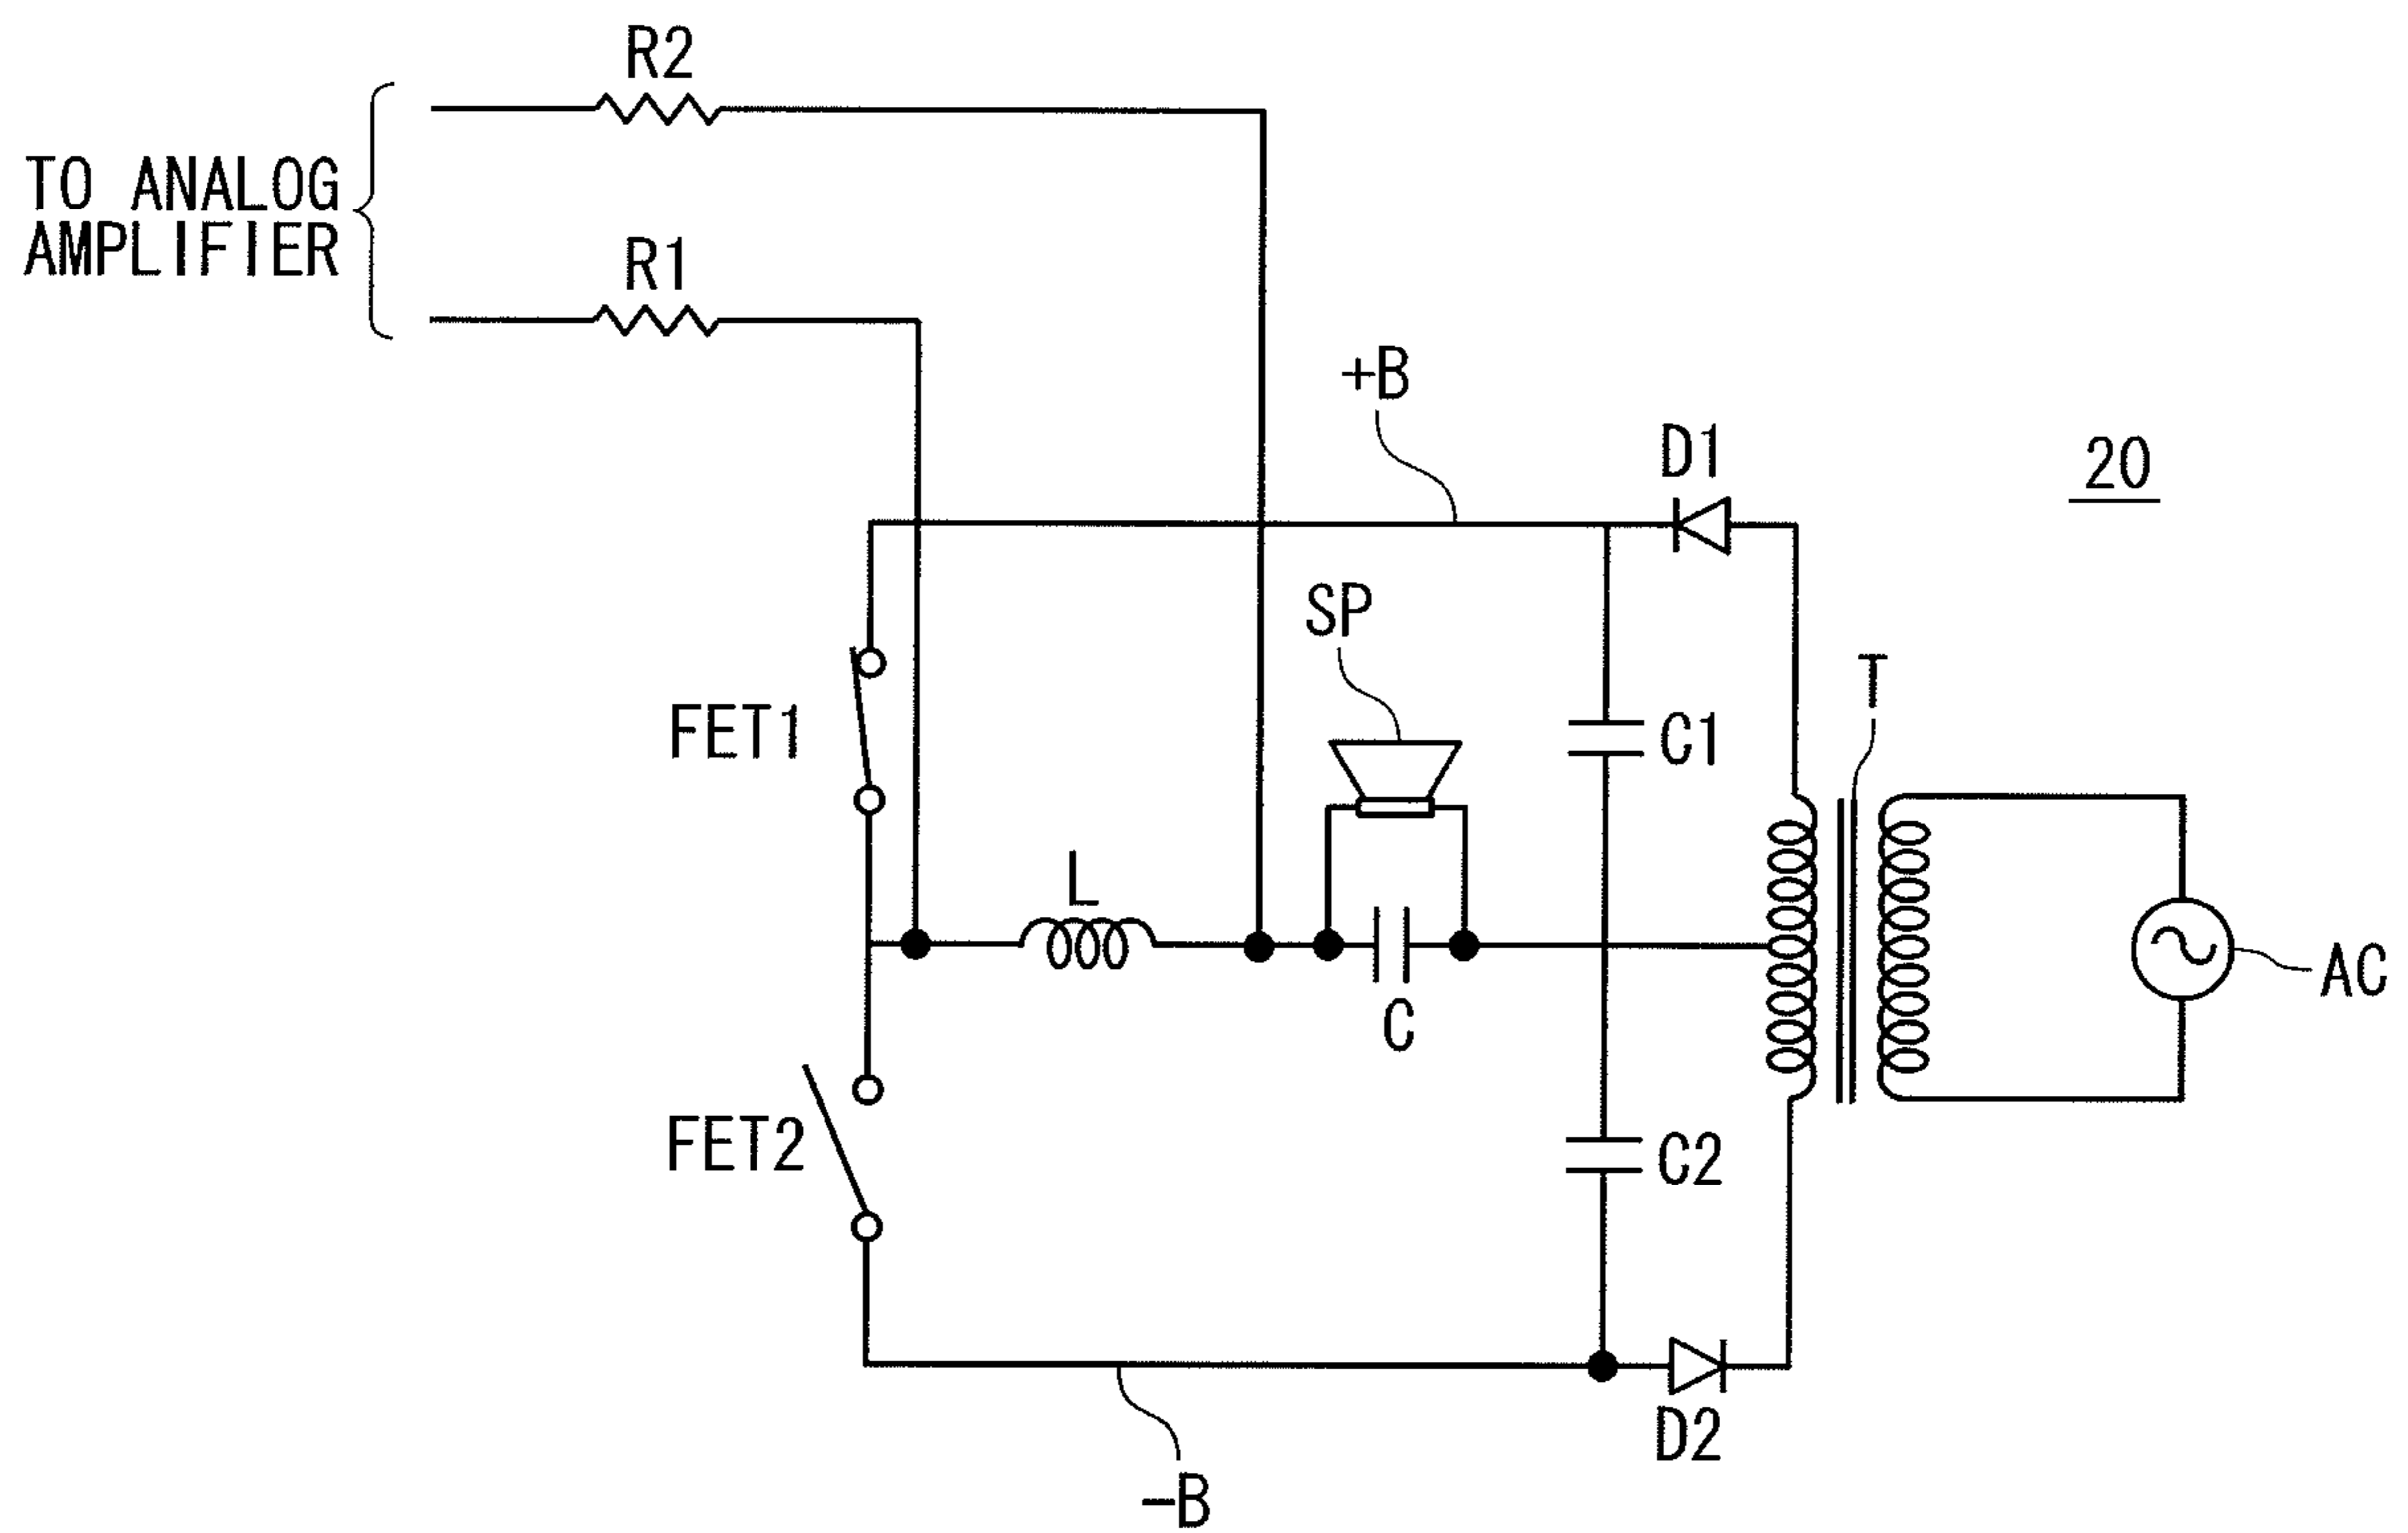 R2
TO ANALOG
AMPLIFIER
R1
+B
D1
20
SP
T
FET1
C1
L
AC
C
FET2
C2
D2
-B